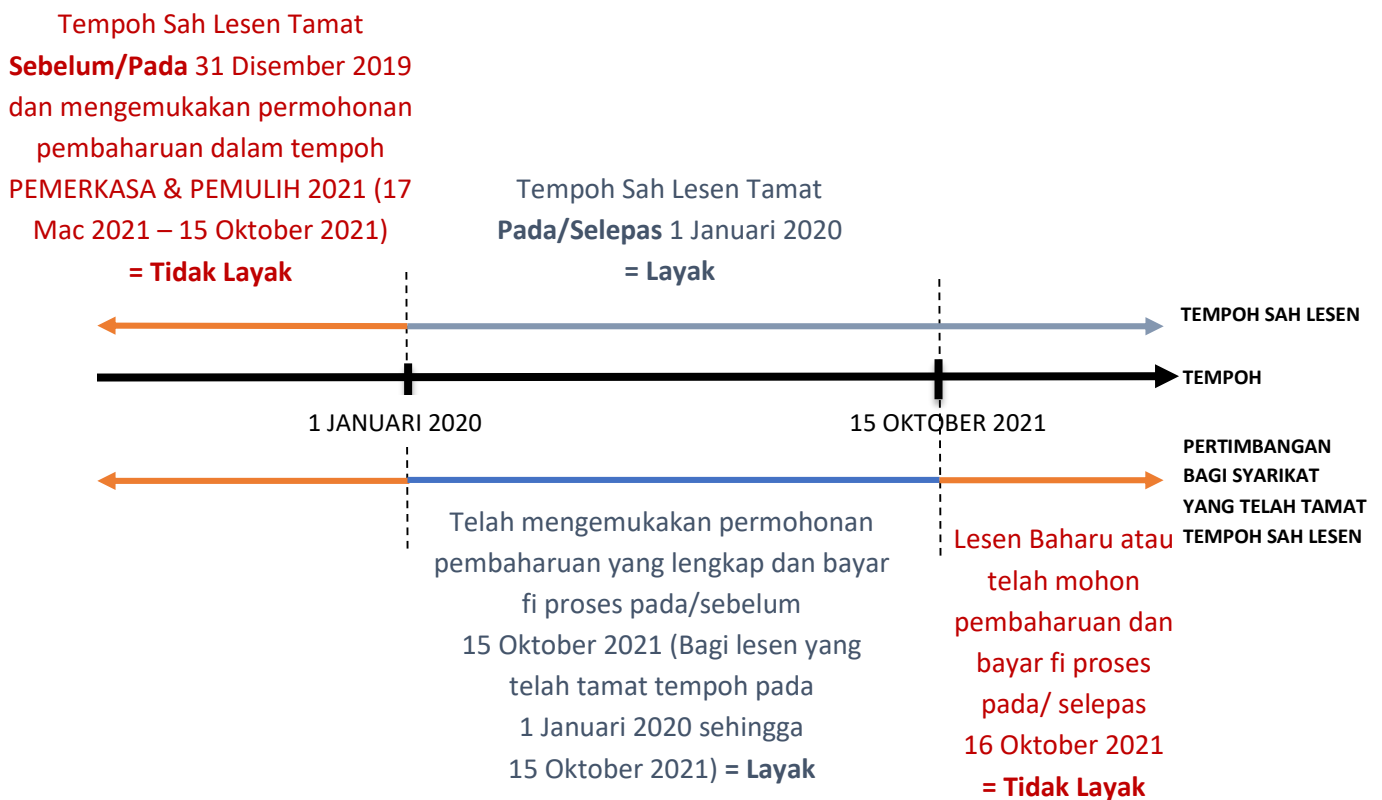 Tempoh Sah Lesen Tamat
Sebelum/Pada 31 Disember 2019
dan mengemukakan permohonan
pembaharuan dalam tempoh
PEMERKASA & PEMULIH 2021 (17
Mac 2021 – 15 Oktober 2021)
= Tidak Layak
Tempoh Sah Lesen Tamat
Pada/Selepas 1 Januari 2020
= Layak
TEMPOH SAH LESEN
TEMPOH
1 JANUARI 2020
15 OKTOBER 2021
PERTIMBANGAN
BAGI SYARIKAT
YANG TELAH TAMAT
TEMPOH SAH LESEN
Telah mengemukakan permohonan
pembaharuan yang lengkap dan bayar
fi proses pada/sebelum
15 Oktober 2021 (Bagi lesen yang
telah tamat tempoh pada
1 Januari 2020 sehingga
15 Oktober 2021) = Layak
Lesen Baharu atau
telah mohon
pembaharuan dan
bayar fi proses
pada/ selepas
16 Oktober 2021
= Tidak Layak